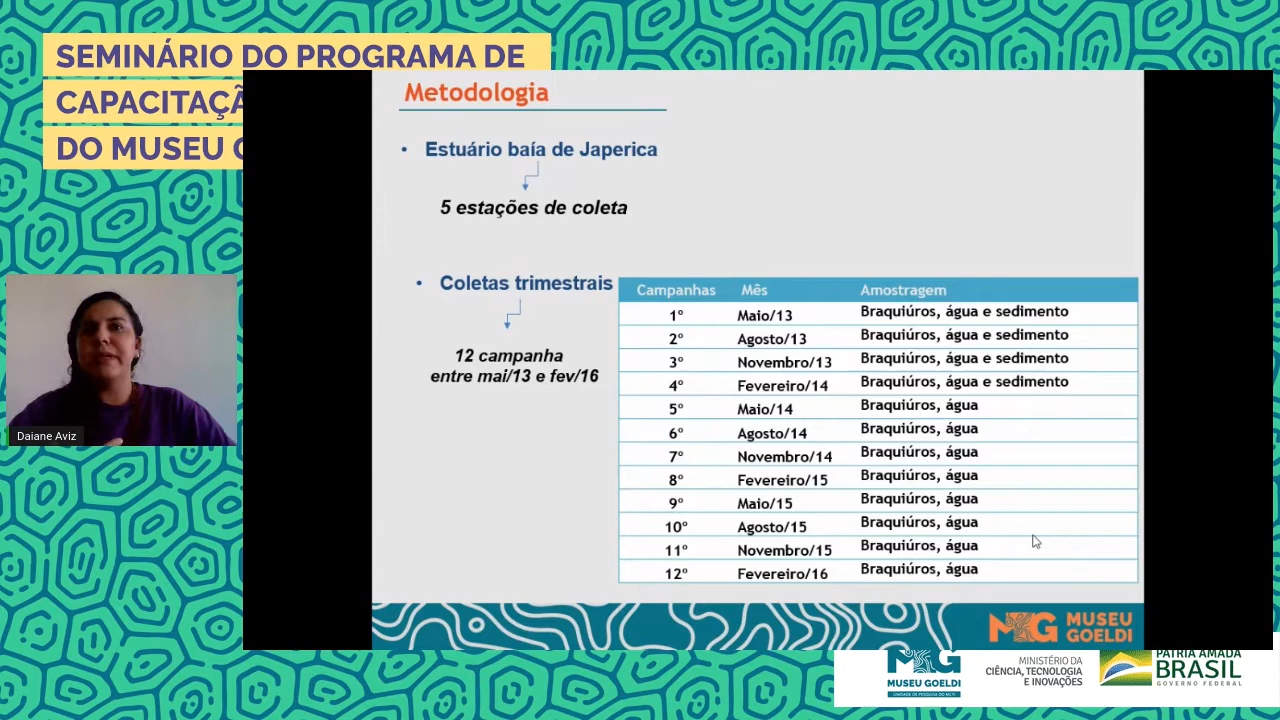 SEMINÁRIO DO PROGRAMA DE
CAPACITAÇÃ
DO MUSEU G
Metodologia
• Estuário baía de Japerica
5 estações de coleta
• Coletas trimestrais
12 campanha
entre mai/13 e fev/16
Campanhas Mês Amostragem
1º Maio/13 Braquiúros, água e sedimento
2º Agosto/13 Braquiúros, água e sedimento
3º Novembro/13 Braquiúros, água e sedimento
4º Fevereiro/14 Braquiúros, água e sedimento
5º Maio/14 Braquiúros, água
6º Agosto/14 Braquiúros, água
7º Novembro/14 Braquiúros, água
8º Fevereiro/15 Braquiúros, água
9º Maio/15 Braquiúros, água
10º Agosto/15 Braquiúros, água
11º Novembro/15 Braquiúros, água
12º Fevereiro/16 Braquiúros, água
Daiane Aviz
MUSEU
GOELDI
MUSEU GOELDI
UNIDADE DE PESQUISA DO MCTI
MINISTÉRIO DA
CIÊNCIA, TECNOLOGIA
E INOVAÇÕES
PÁTRIA AMADA
BRASIL
GOVERNO FEDERAL